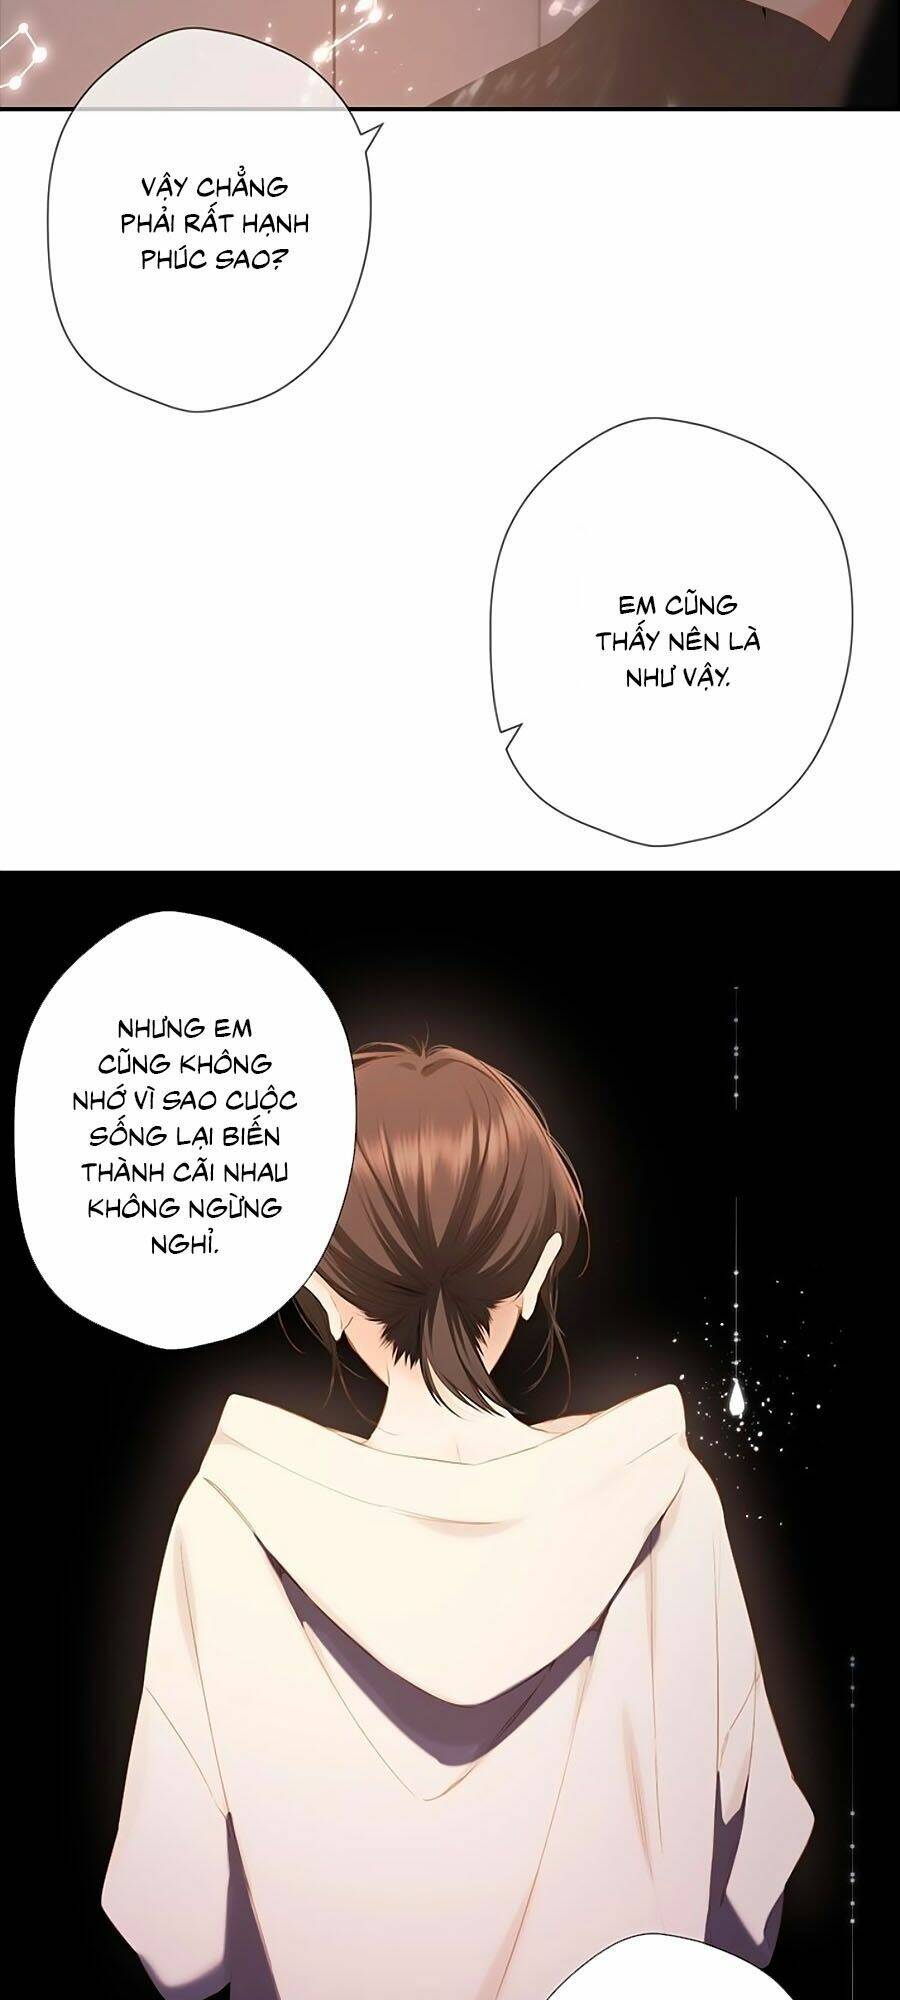 VẬY CHẲNG
PHẢI RẤT HẠNH
PHÚC SAO?
EM CŨNG
THẤY NÊN LÀ
NHƯ VẬY.
NHƯNG EM
CŨNG KHÔNG
NHỚ VÌ SAO CUỘC
SỐNG LẠI BIẾN
THÀNH CÃI NHAU
KHÔNG NGỪNG
NGHỈ.